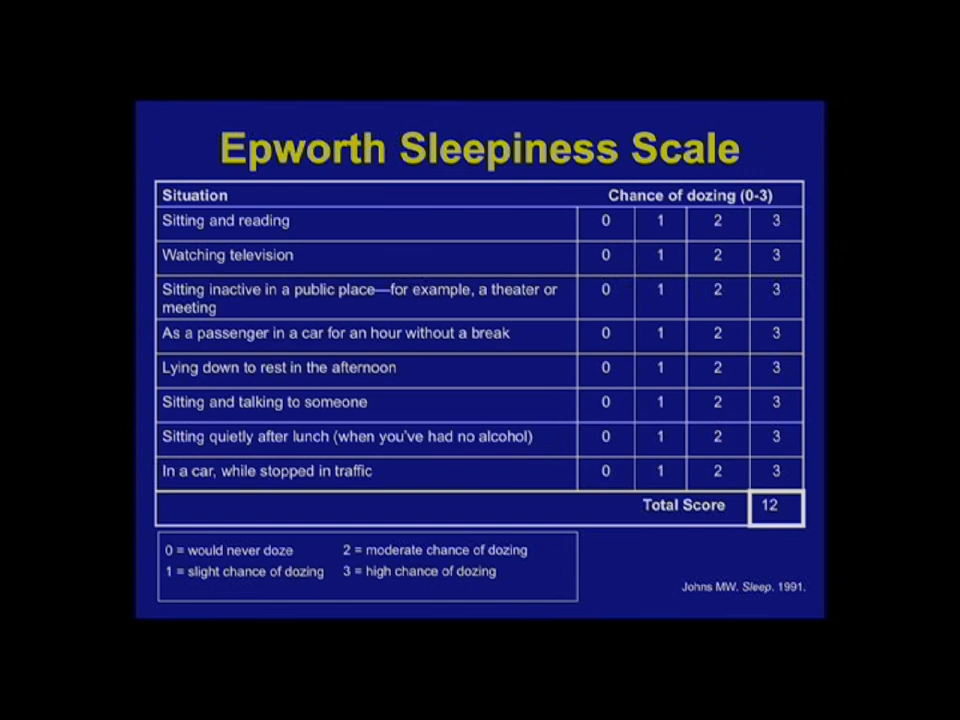 Epworth Sleepiness Scale
Situation Chance of dozing (0-3)
Sitting and reading 0 1 2 3
Watching television 0 1 2 3
Sitting inactive in a public place—for example, a theater or
meeting 0 1 2 3
As a passenger in a car for an hour without a break 0 1 2 3
Lying down to rest in the afternoon 0 1 2 3
Sitting and talking to someone 0 1 2 3
Sitting quietly after lunch (when you've had no alcohol) 0 1 2 3
In a car, while stopped in traffic 0 1 2 3
Total Score 12
0 = would never doze 2 = moderate chance of dozing
1 = slight chance of dozing 3 = high chance of dozing
Johns MW. Sleep. 1991.